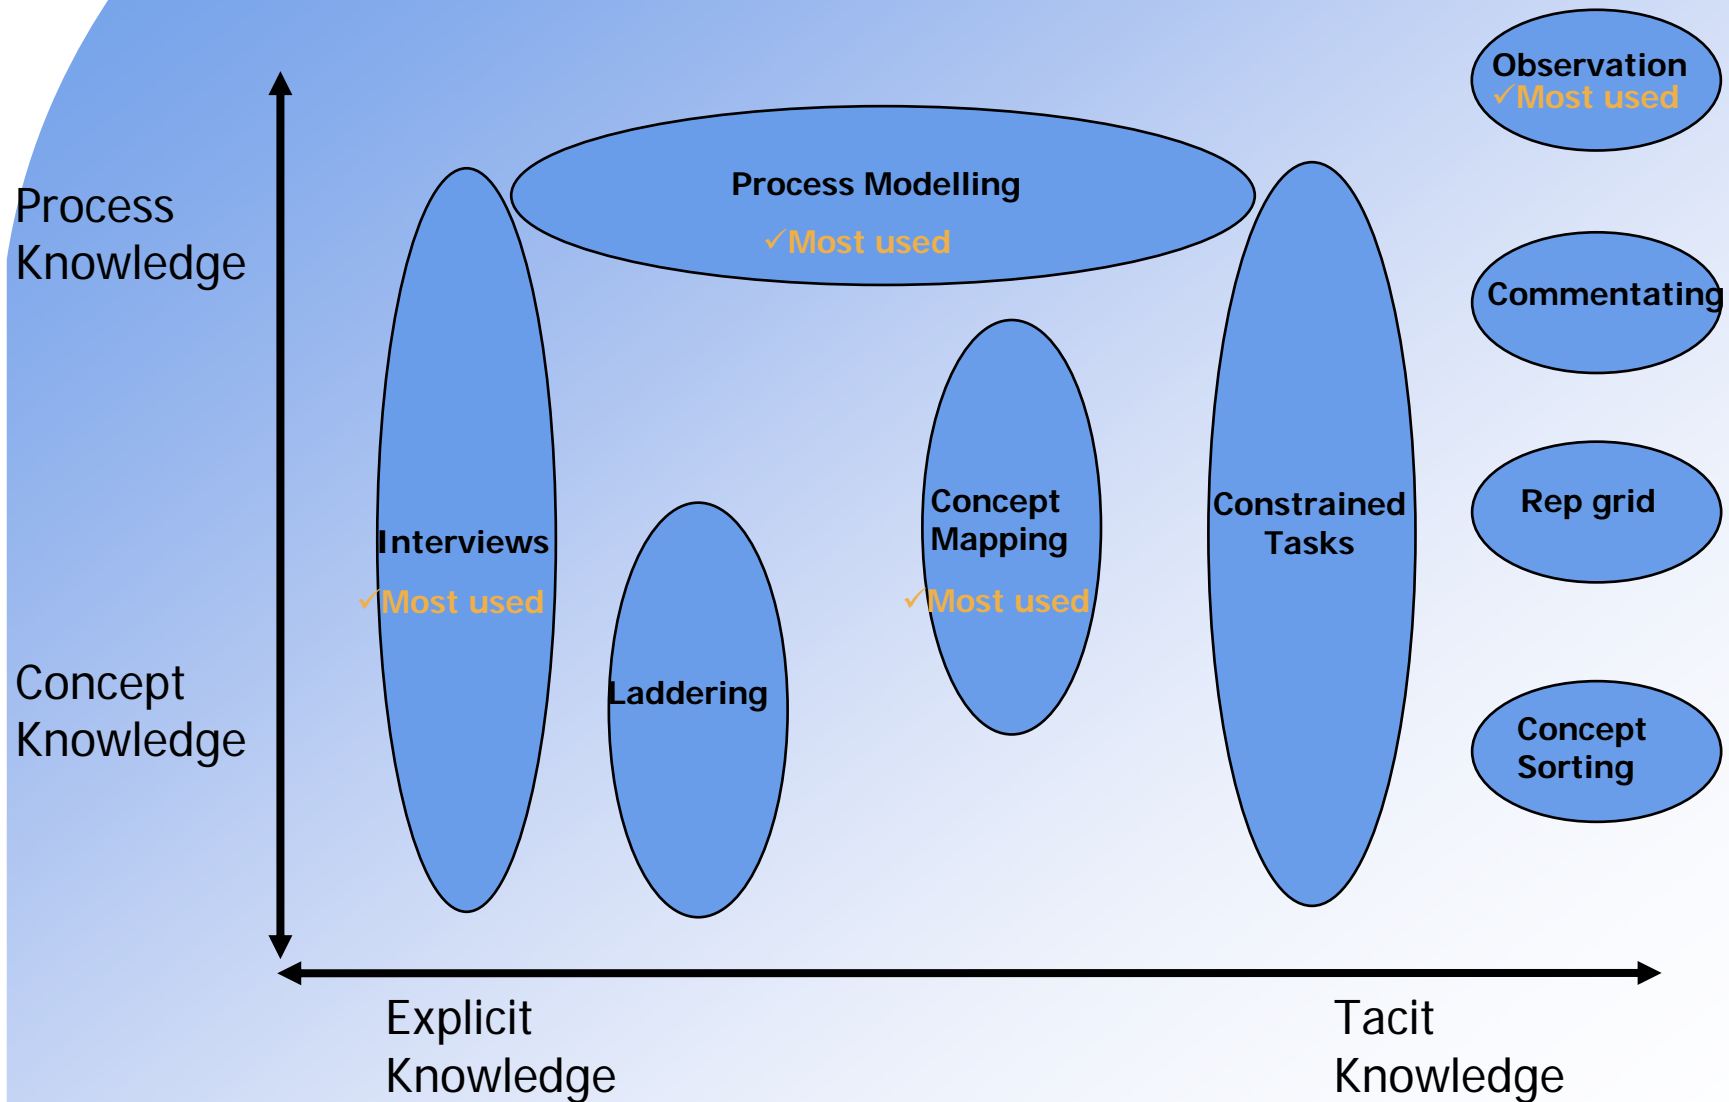 Observation
✓Most used
Process Modelling
✓Most used
Process
Knowledge
Commentating
Interviews
✓Most used
Concept
Mapping
✓Most used
Constrained
Tasks
Rep grid
Laddering
Concept
Knowledge
Concept
Sorting
Explicit
Knowledge
Tacit
Knowledge